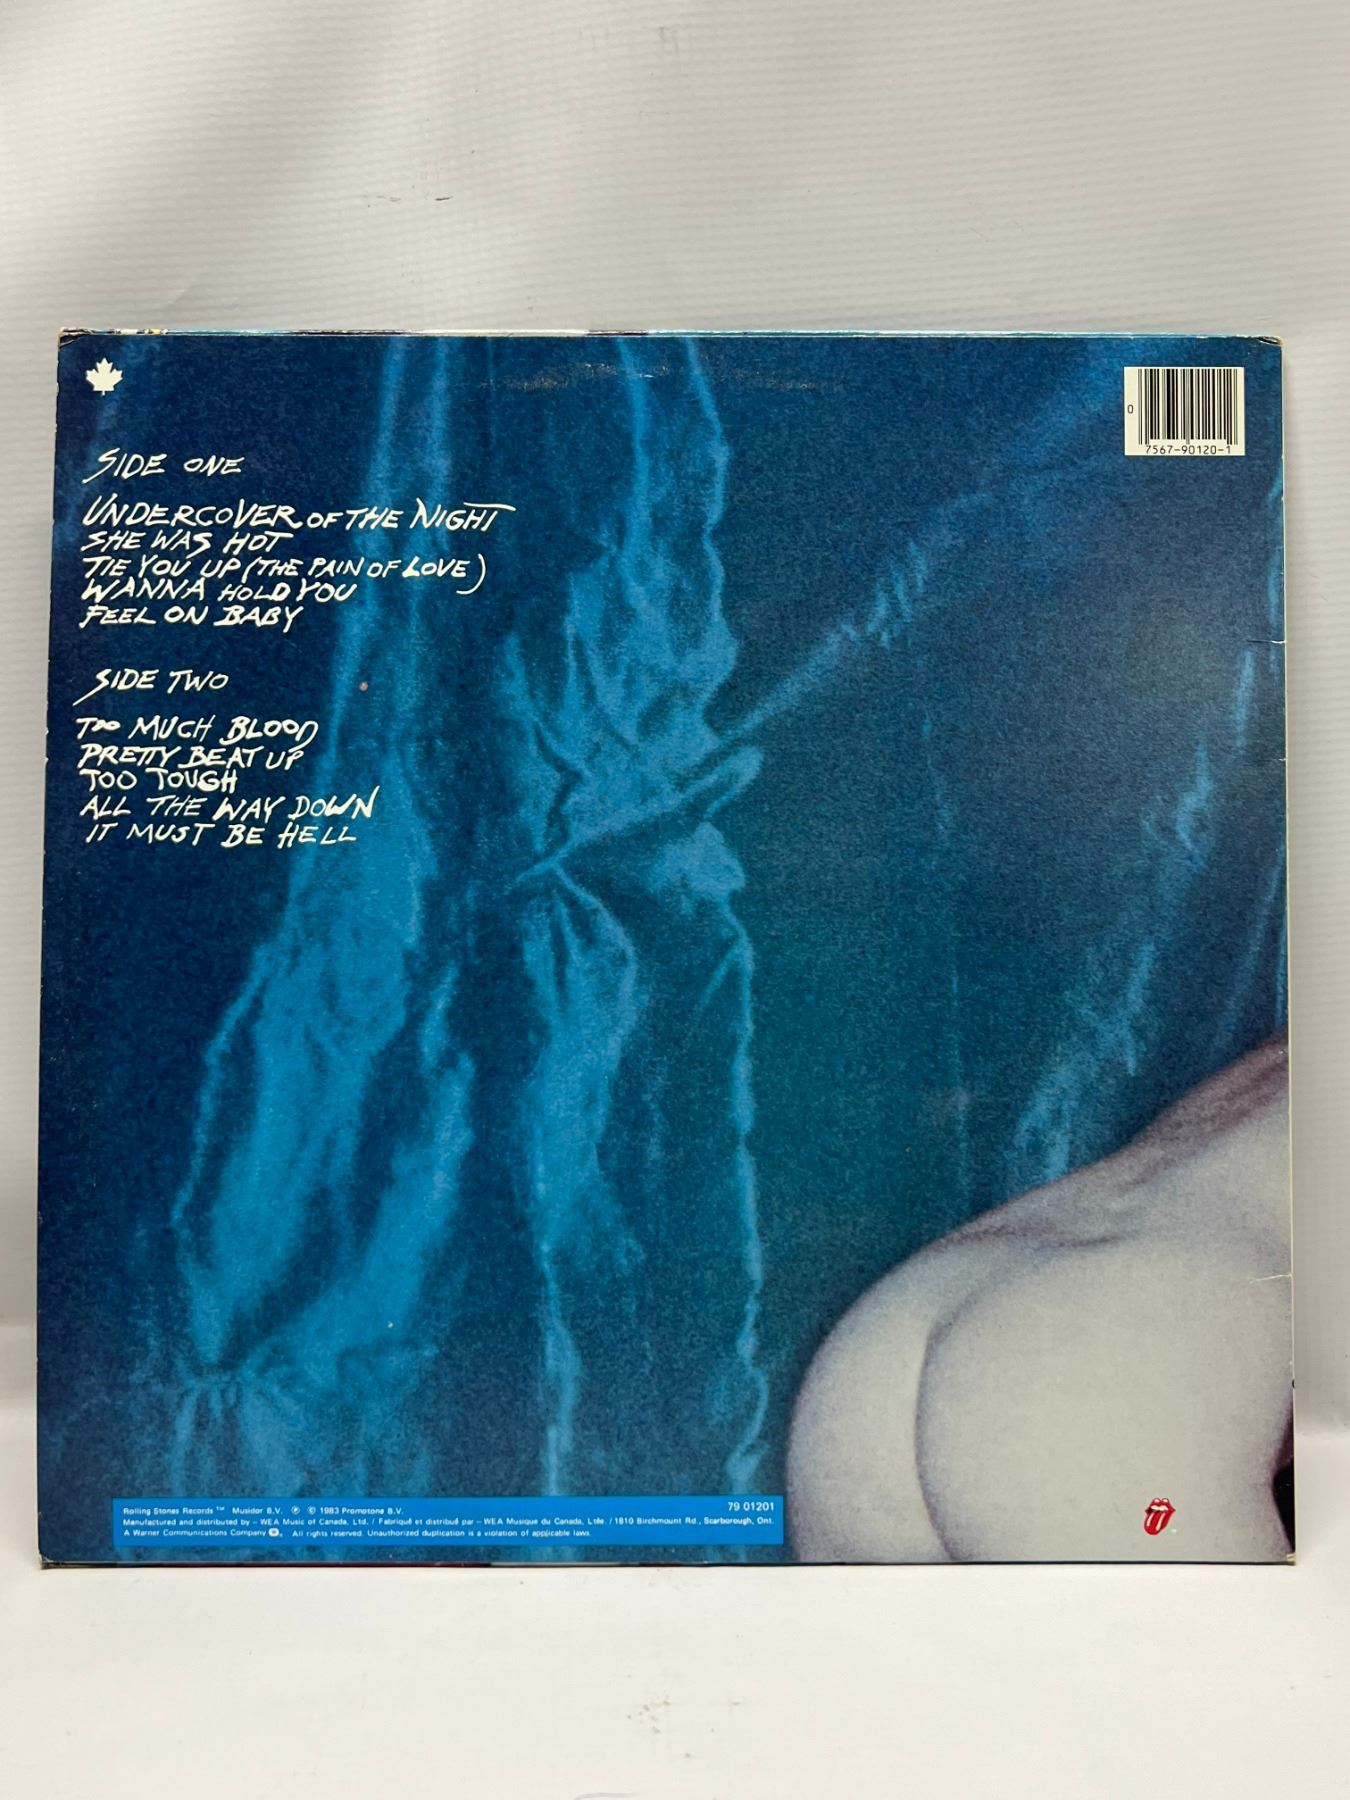 0
7567-90120-1
SIDE ONE
UNDERCOVER OF THE NIGHT
SHE WAS HOT
TIE YOU UP (THE PAIN OF LOVE)
WANNA HOLD YOU
FEEL ON BABY
SIDE TWO
TOO MUCH BLOOD
PRETTY BEAT UP
TOO TOUGH
ALL THE WAY DOWN
IT MUST BE HELL
Rolling Stones Records™ Musidor B.V. ℗ © 1983 Promotone B.V. 79 01201
Manufactured and distributed by – WEA Music of Canada, Ltd. / Fabriqué et distribué par – WEA Musique du Canada, Ltée. / 1810 Birchmount Rd., Scarborough, Ont.
A Warner Communications Company. All rights reserved. Unauthorized duplication is a violation of applicable laws.